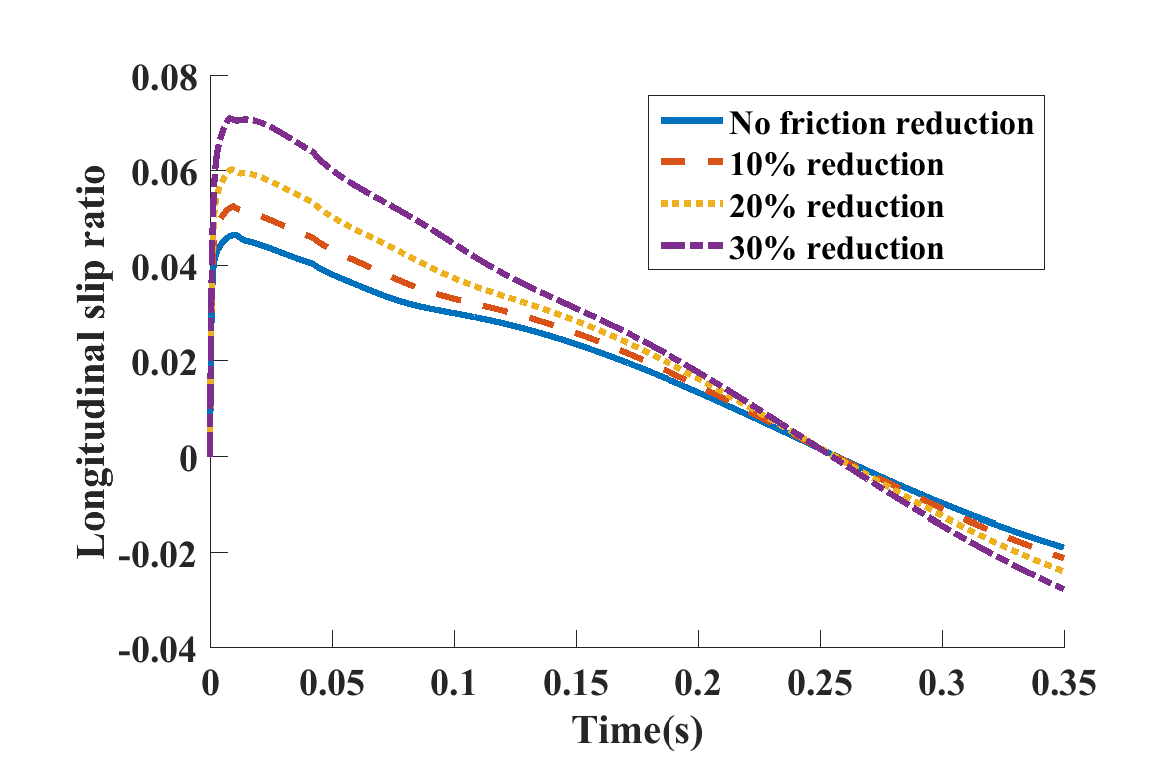 0.08
0.06
0.04
0.02
0
-0.02
-0.04
Longitudinal slip ratio
No friction reduction
10% reduction
20% reduction
30% reduction
0 0.05 0.1 0.15 0.2 0.25 0.3 0.35
Time(s)